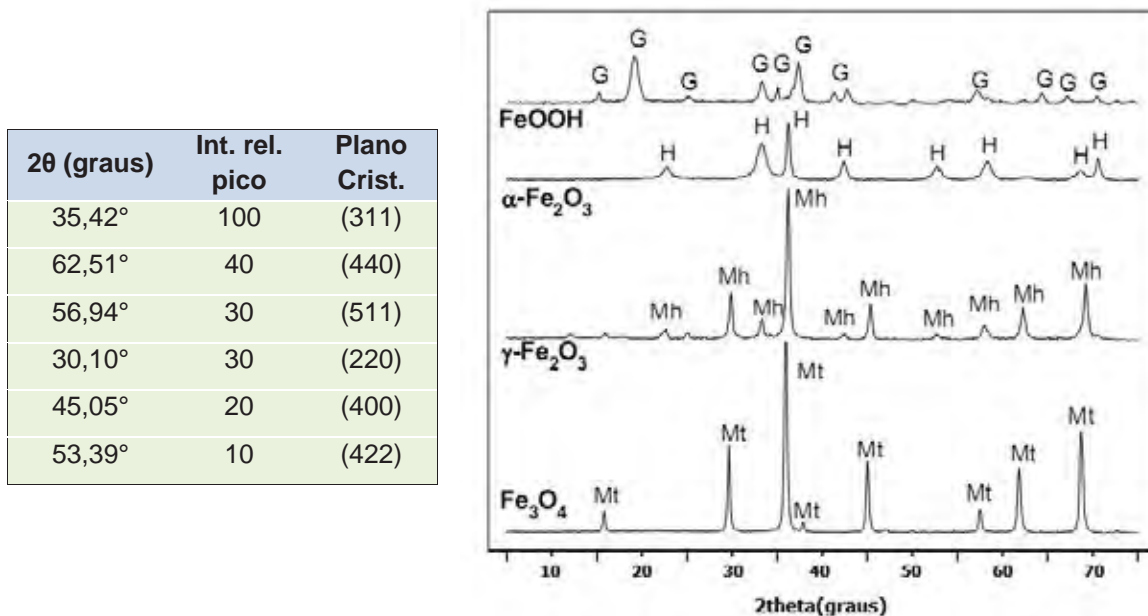 2θ (graus) Int. rel. pico Plano Crist.
35,42° 100 (311)
62,51° 40 (440)
56,94° 30 (511)
30,10° 30 (220)
45,05° 20 (400)
53,39° 10 (422)
G G G G G G G G G G G
FeOOH
H H H H H H H H
α-Fe₂O₃
Mh Mh Mh Mh Mh Mh Mh Mh Mh Mh
γ-Fe₂O₃
Mt Mt Mt Mt Mt Mt Mt Mt
Fe₃O₄
10 20 30 40 50 60 70
2theta(graus)